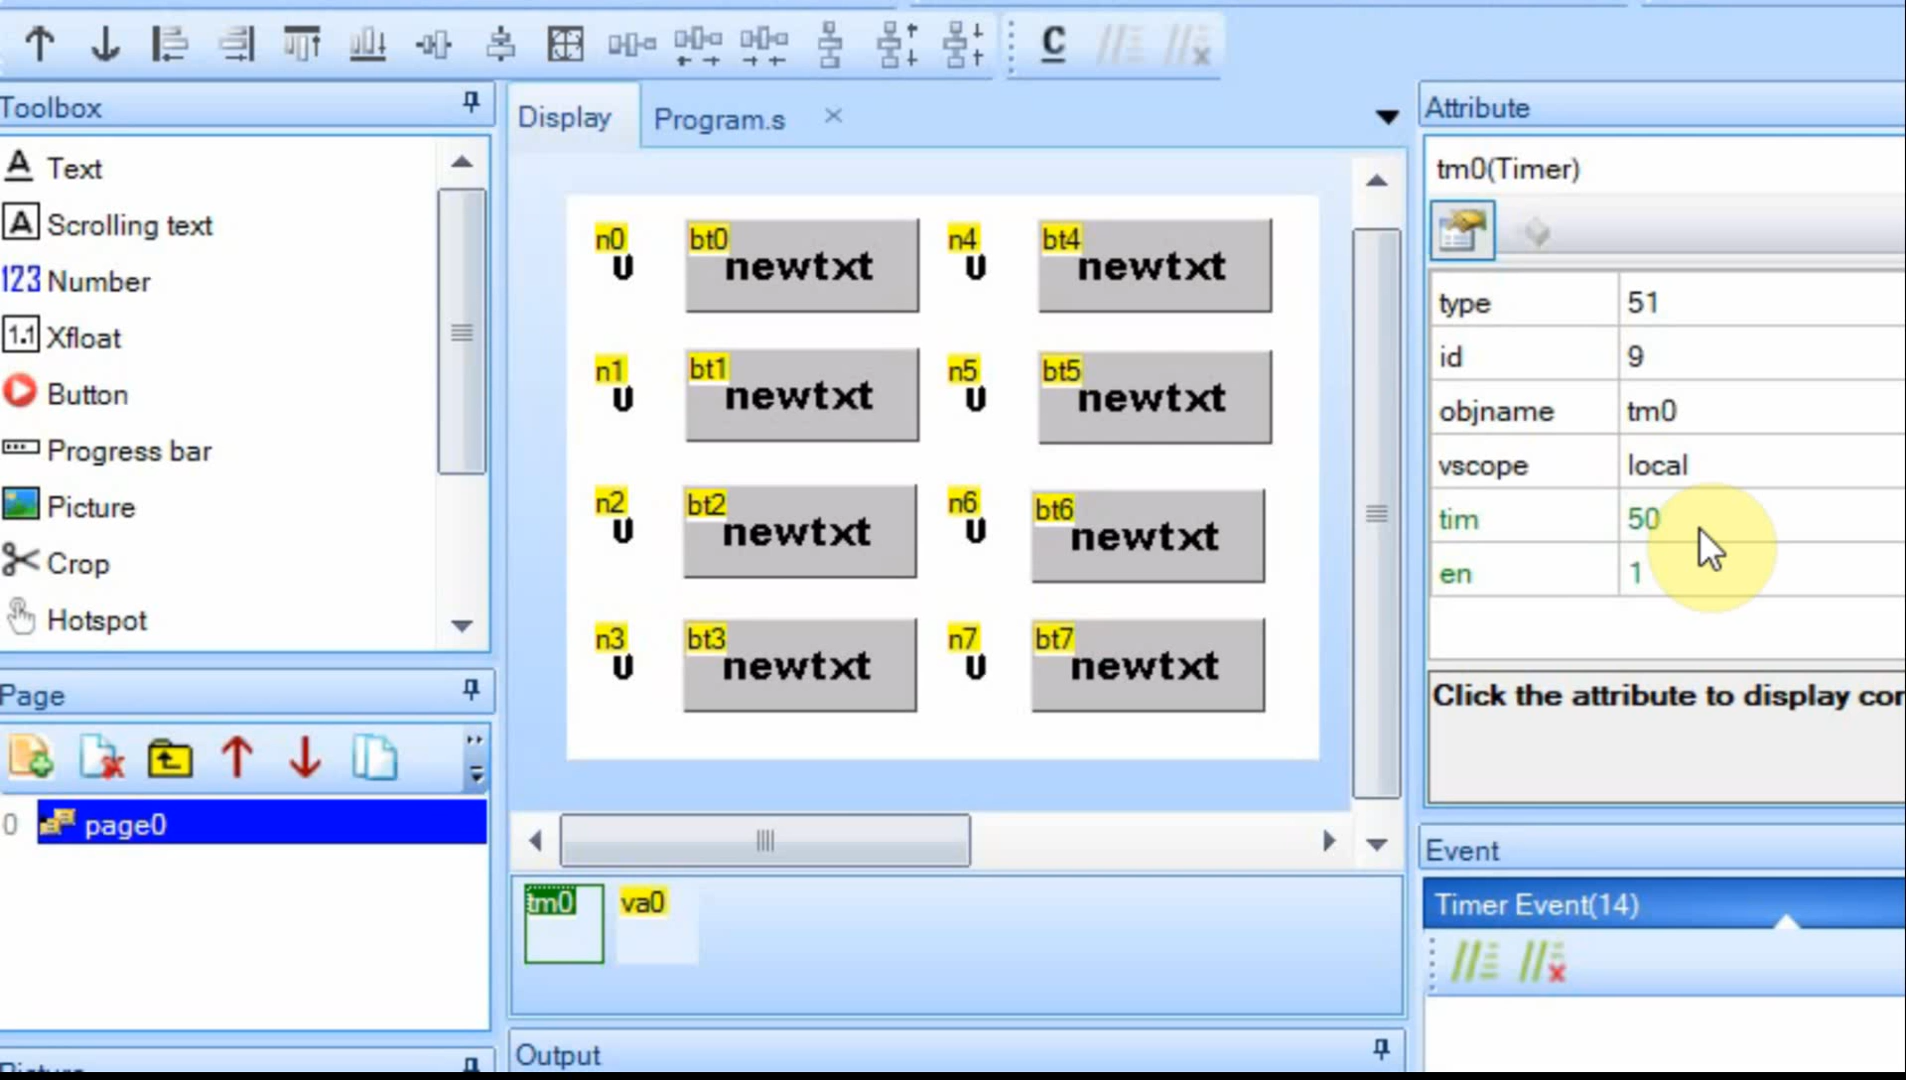 C
Toolbox
A Text
A Scrolling text
123 Number
1.1 Xfloat
Button
Progress bar
Picture
Crop
Hotspot
Page
0 page0
Display Program.s
n0 bt0 newtxt n4 bt4 newtxt
n1 bt1 newtxt n5 bt5 newtxt
n2 bt2 newtxt n6 bt6 newtxt
n3 bt3 newtxt n7 bt7 newtxt
tm0 va0
Output
Attribute
tm0(Timer)
type 51
id 9
objname tm0
vscope local
tim 50
en 1
Click the attribute to display cor
Event
Timer Event(14)